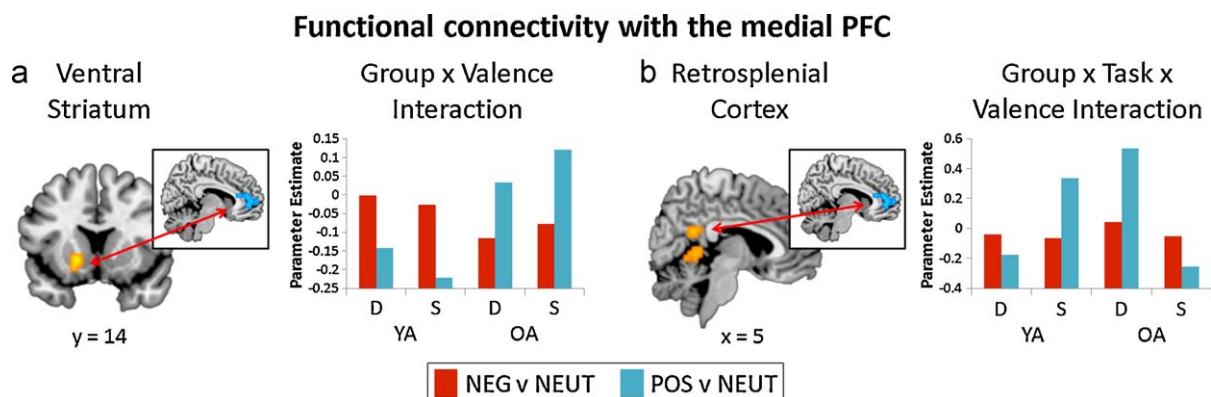 Functional connectivity with the medial PFC
a Ventral
Striatum
Group x Valence
Interaction
b Retrosplenial
Cortex
Group x Task x
Valence Interaction
Parameter Estimate
0.15
0.1
0.05
0
-0.05
-0.1
-0.15
-0.2
-0.25
D S D S
YA OA
y = 14
Parameter Estimate
0.6
0.4
0.2
0
-0.2
-0.4
D S D S
YA OA
x = 5
NEG v NEUT POS v NEUT